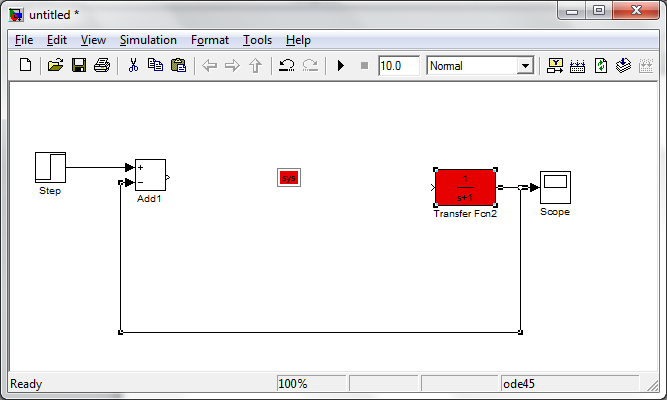 untitled *
File Edit View Simulation Format Tools Help
10.0 Normal
Step
+
−
Add1
sys
1
s+1
Transfer Fcn2
Scope
Ready 100% ode45